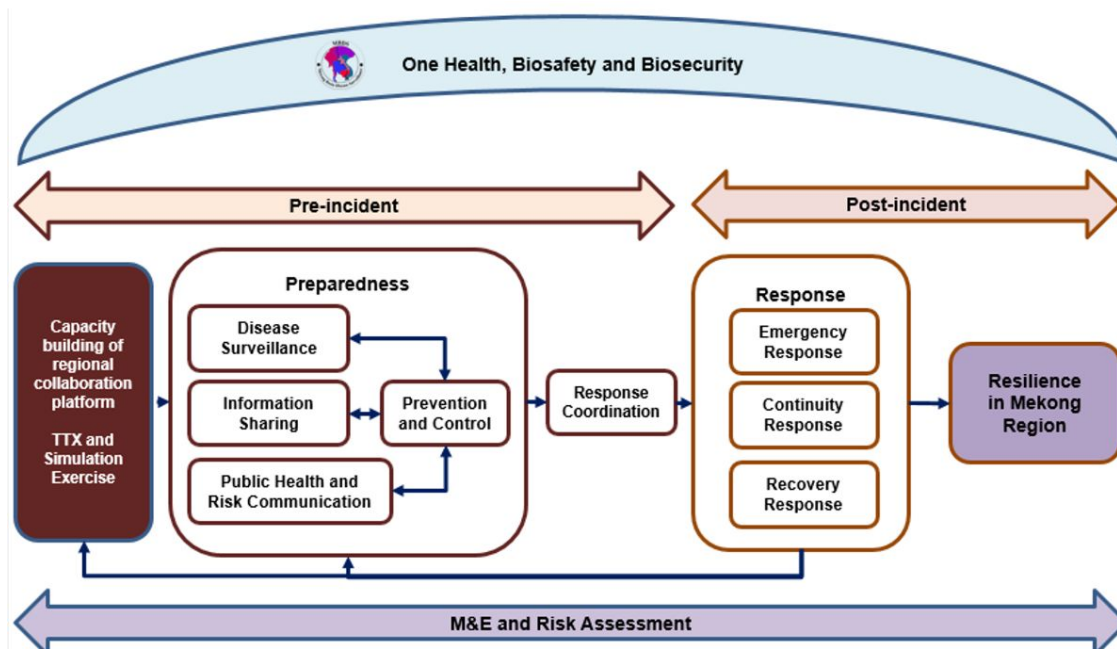 One Health, Biosafety and Biosecurity
Pre-incident
Post-incident
Capacity
building of
regional
collaboration
platform
TTX and
Simulation
Exercise
Preparedness
Disease
Surveillance
Information
Sharing
Public Health and
Risk Communication
Prevention
and Control
Response
Coordination
Response
Emergency
Response
Continuity
Response
Recovery
Response
Resilience
in Mekong
Region
M&E and Risk Assessment